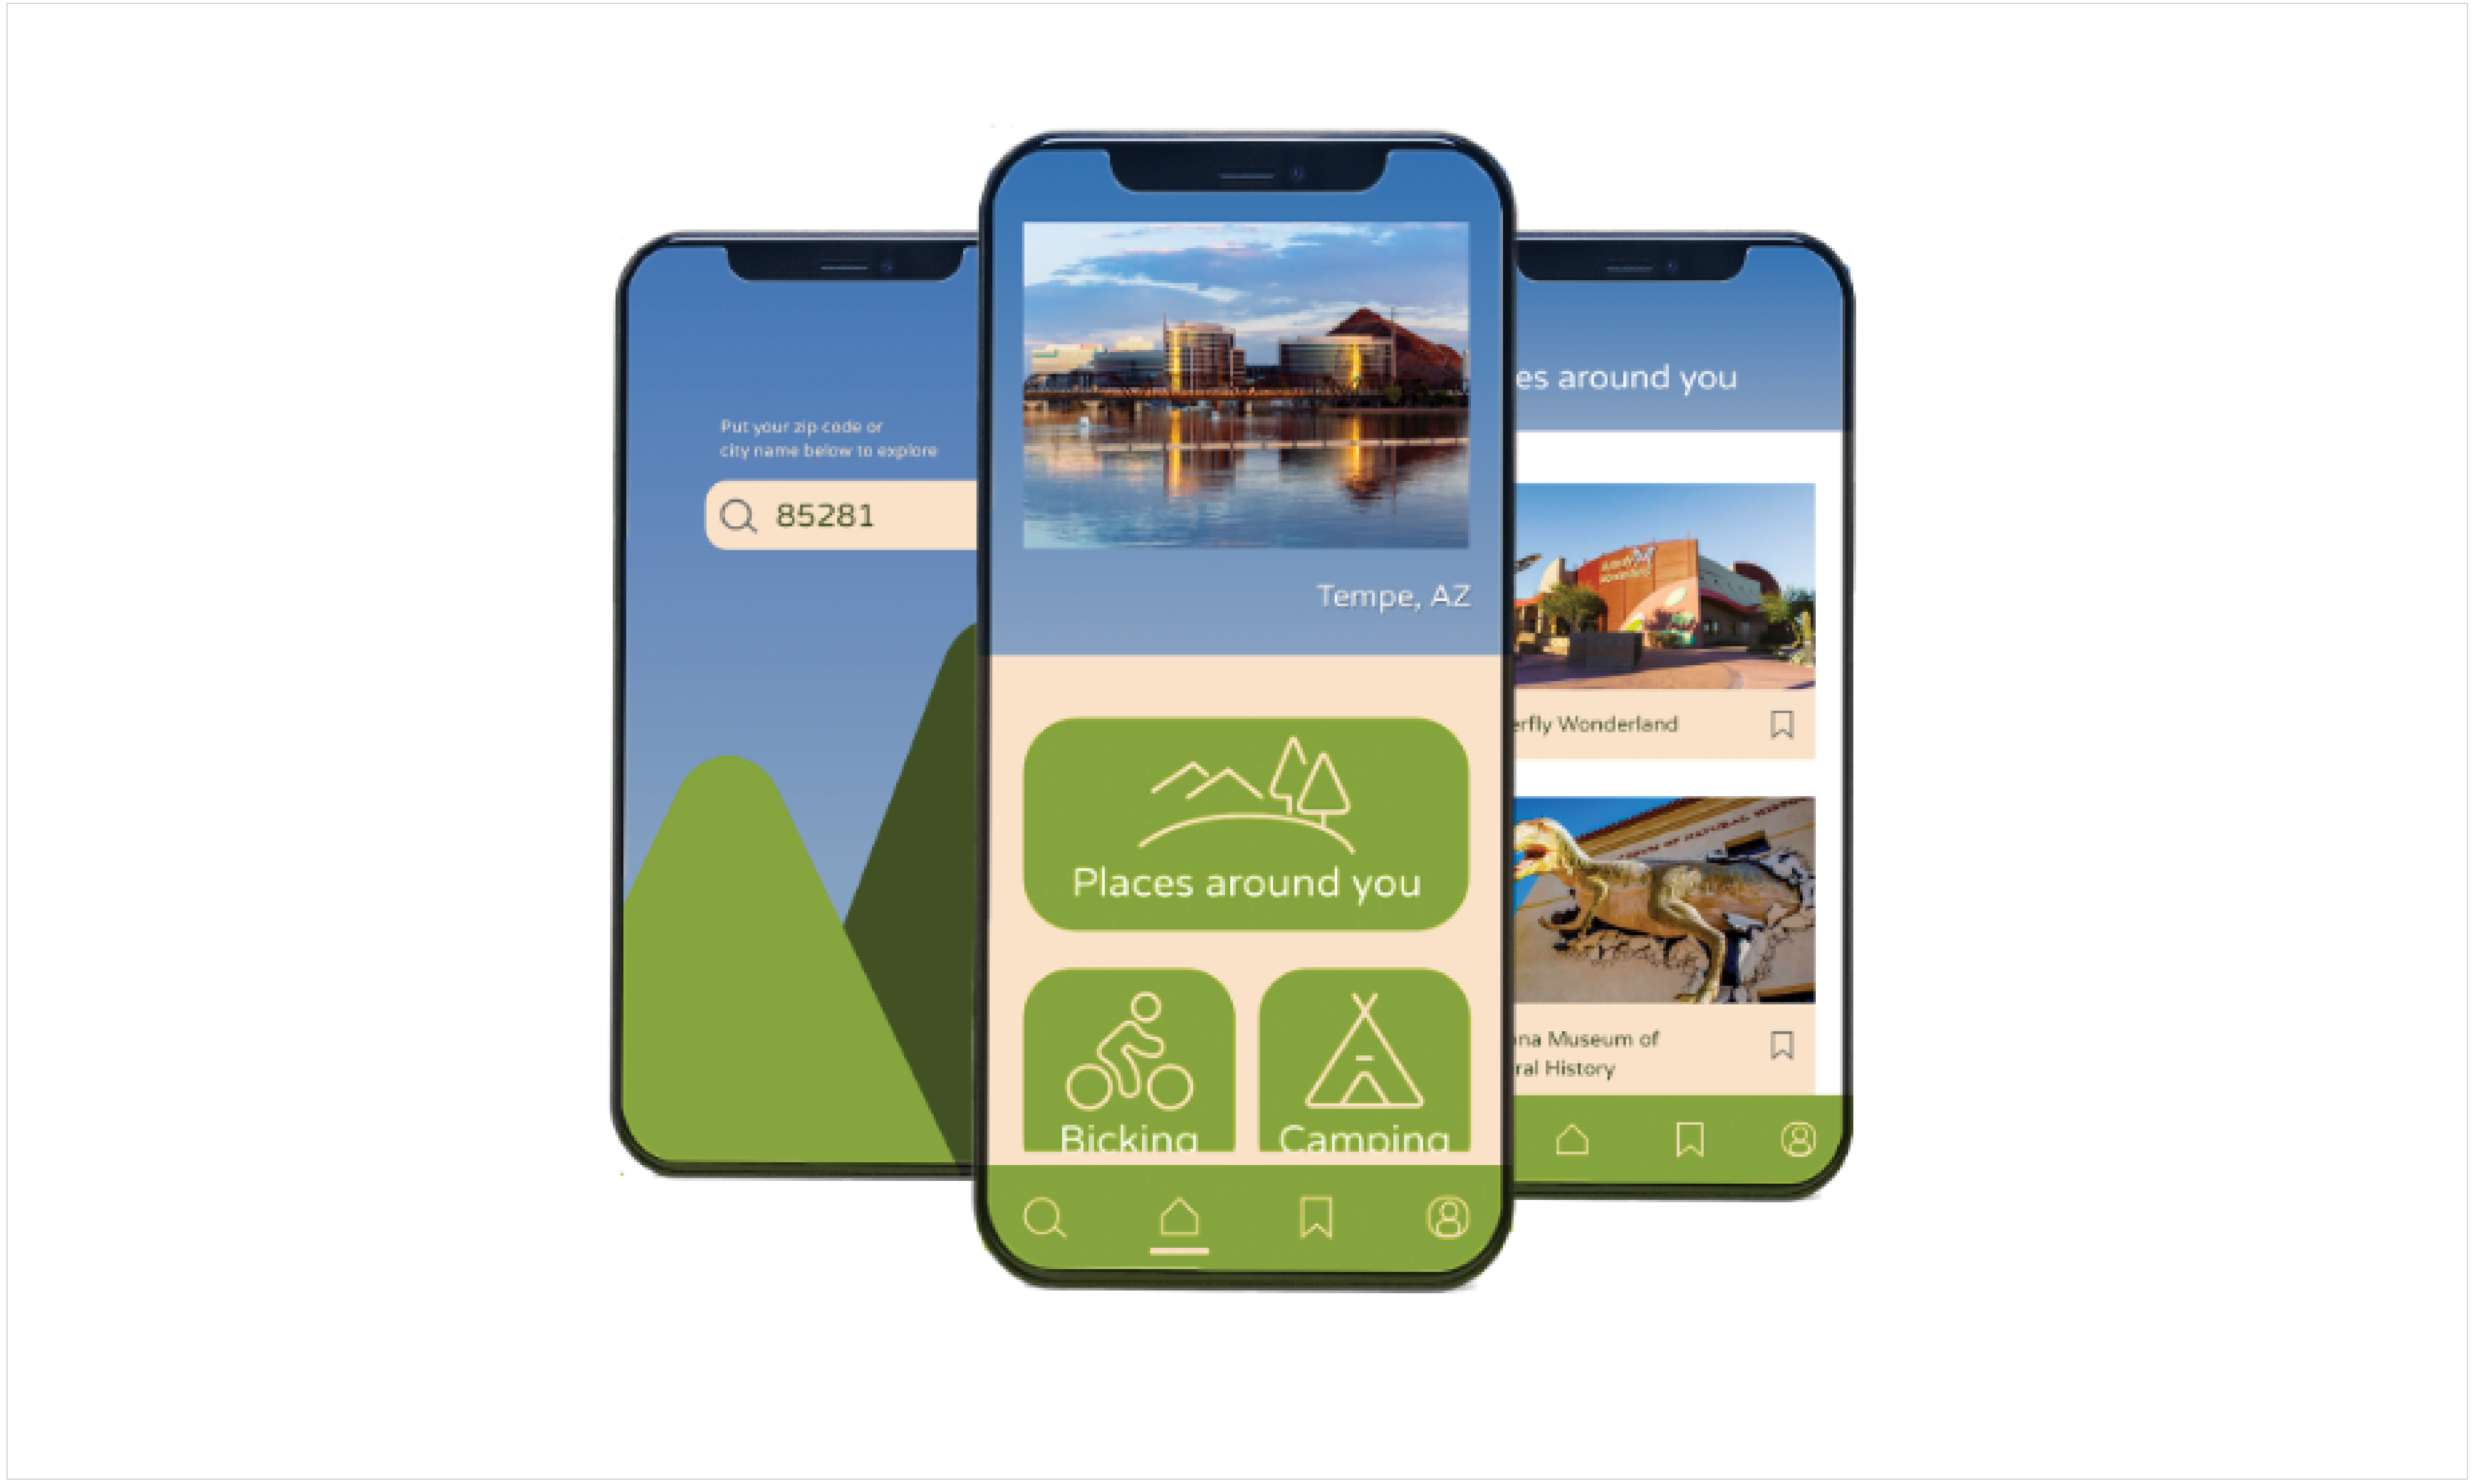 Put your zip code or
city name below to explore
85281
Tempe, AZ
Places around you
Bicking
Camping
es around you
erfly Wonderland
na Museum of
ral History